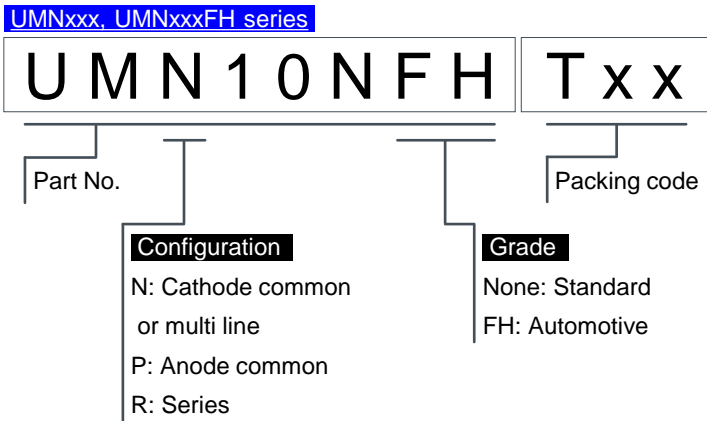 UMNxxx, UMNxxxFH series
U M N 1 0 N F H T x x
Part No.
Packing code
Configuration
Grade
N: Cathode common
None: Standard
or multi line
FH: Automotive
P: Anode common
R: Series